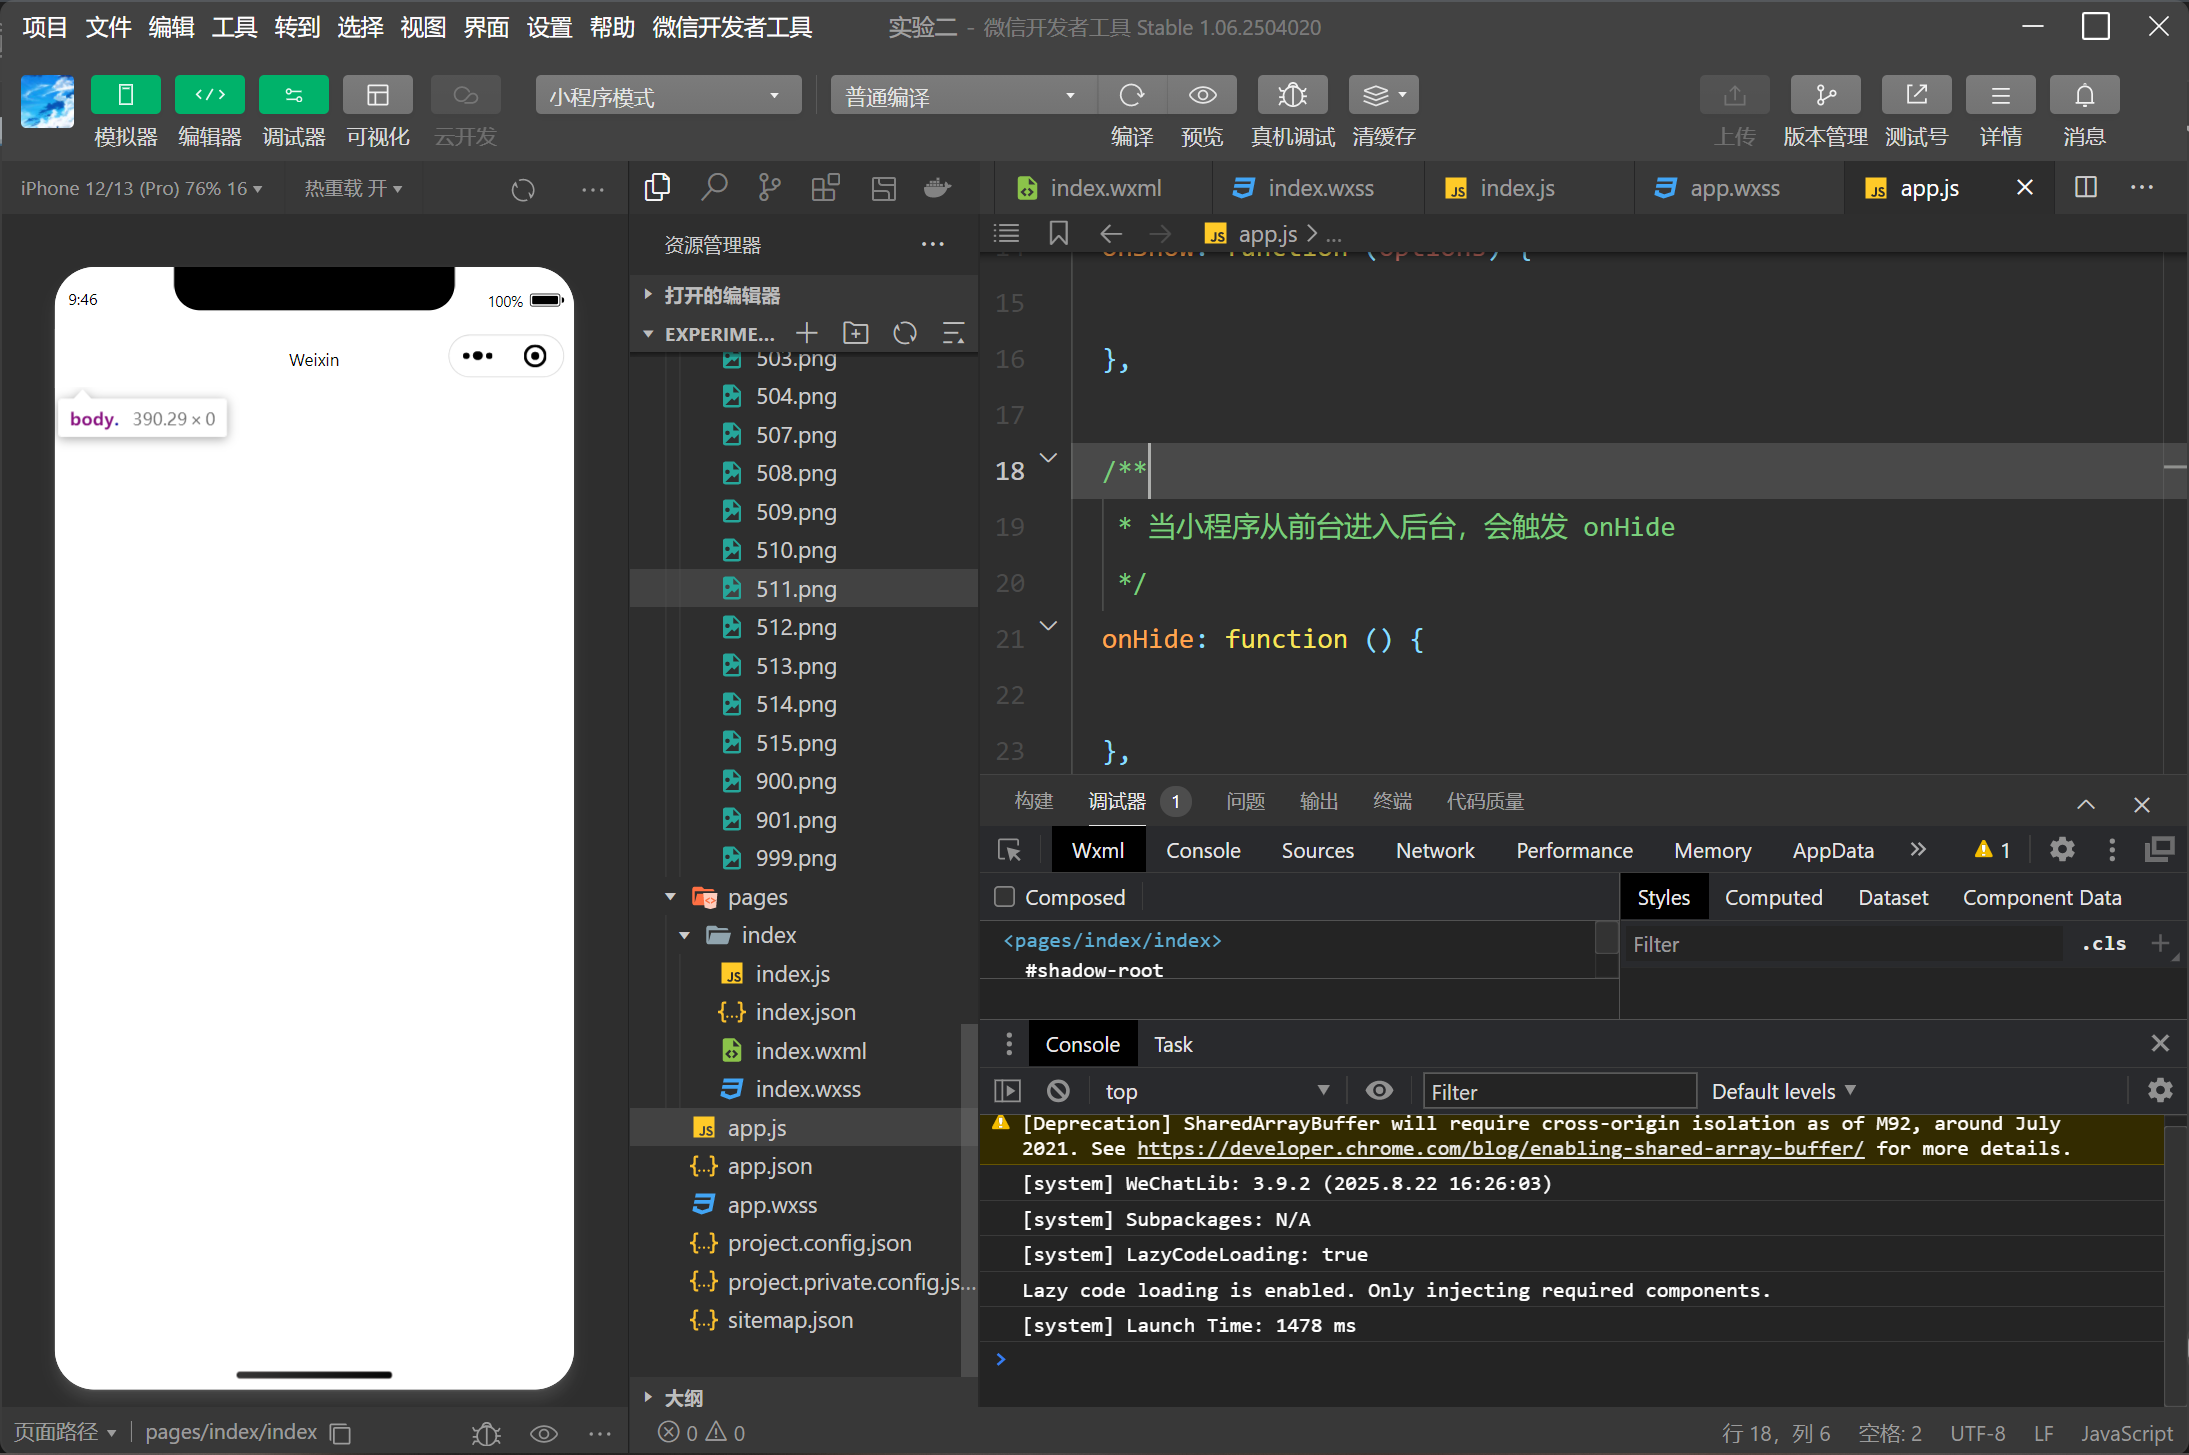 项目 文件 编辑 工具 转到 选择 视图 界面 设置 帮助 微信开发者工具 实验二 - 微信开发者工具 Stable 1.06.2504020
小程序模式 普通编译
模拟器 编辑器 调试器 可视化 云开发 编译 预览 真机调试 清缓存 上传 版本管理 测试号 详情 消息
iPhone 12/13 (Pro) 76% 16 热重载 开
9:46 100%
Weixin
body. 390.29 × 0
资源管理器
打开的编辑器
EXPERIME...
503.png
504.png
507.png
508.png
509.png
510.png
511.png
512.png
513.png
514.png
515.png
900.png
901.png
999.png
pages
index
index.js
index.json
index.wxml
index.wxss
app.js
app.json
app.wxss
project.config.json
project.private.config.js...
sitemap.json
大纲
index.wxml index.wxss index.js app.wxss app.js
app.js > ...
14 onShow: function (options) {
15
16 },
17
18 /**
19 * 当小程序从前台进入后台，会触发 onHide
20 */
21 onHide: function () {
22
23 },
构建 调试器 1 问题 输出 终端 代码质量
Wxml Console Sources Network Performance Memory AppData 1
Composed
Styles Computed Dataset Component Data
<pages/index/index>
#shadow-root
Filter .cls
Console Task
top Filter Default levels
[Deprecation] SharedArrayBuffer will require cross-origin isolation as of M92, around July
2021. See https://developer.chrome.com/blog/enabling-shared-array-buffer/ for more details.
[system] WeChatLib: 3.9.2 (2025.8.22 16:26:03)
[system] Subpackages: N/A
[system] LazyCodeLoading: true
Lazy code loading is enabled. Only injecting required components.
[system] Launch Time: 1478 ms
页面路径 pages/index/index 0 0 行 18，列 6 空格: 2 UTF-8 LF JavaScript